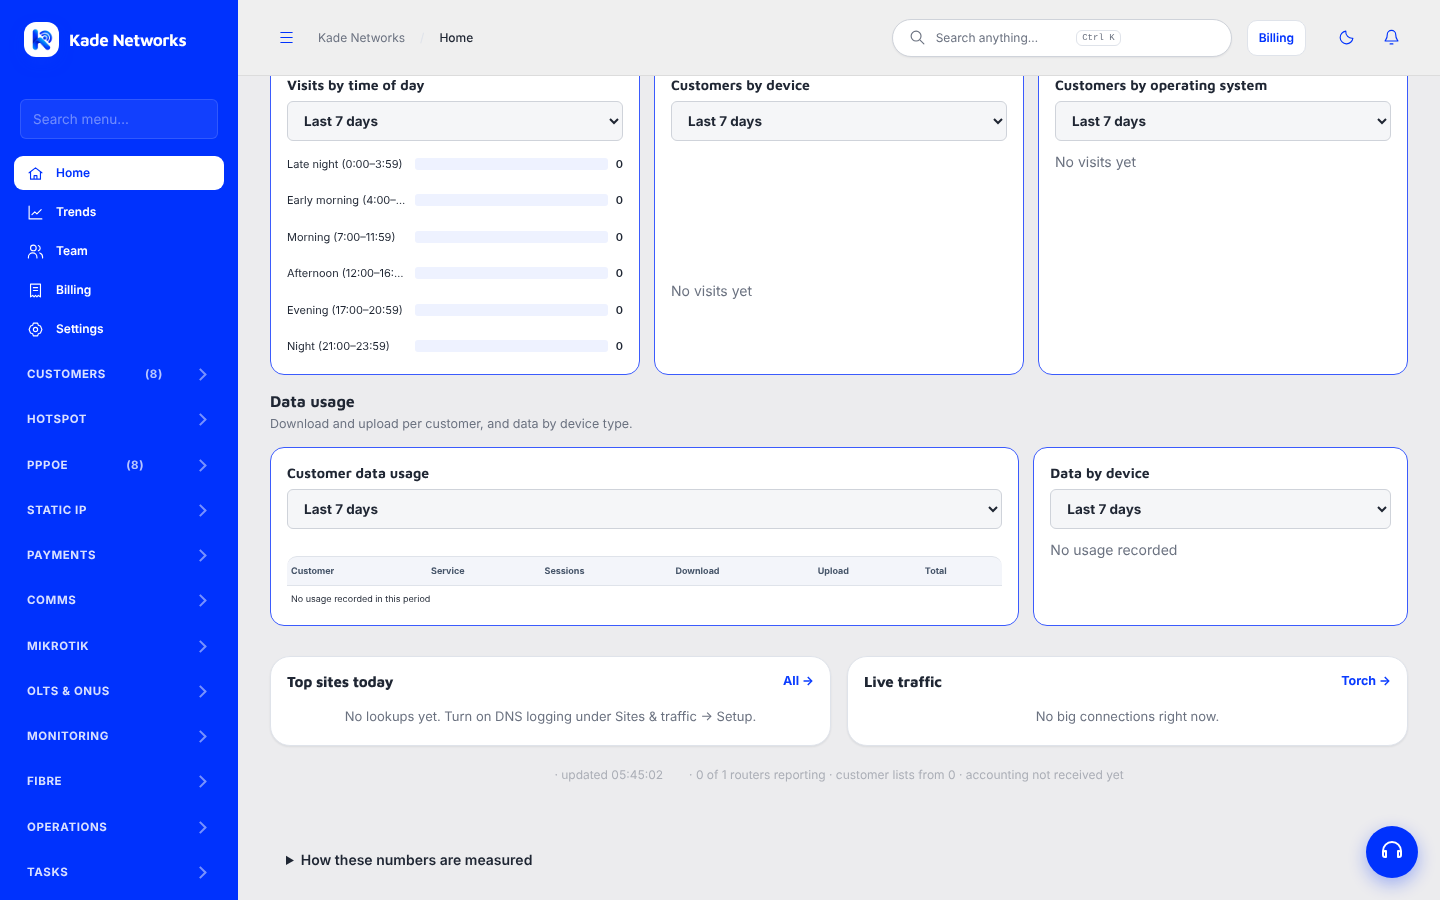 Kade Networks
Search menu...
Home
Trends
Team
Billing
Settings
CUSTOMERS (8)
HOTSPOT
PPPOE (8)
STATIC IP
PAYMENTS
COMMS
MIKROTIK
OLTS & ONUS
MONITORING
FIBRE
OPERATIONS
TASKS
Kade Networks / Home
Search anything... Ctrl K
Billing
Visits by time of day
Last 7 days
Late night (0:00–3:59) 0
Early morning (4:00–... 0
Morning (7:00–11:59) 0
Afternoon (12:00–16:... 0
Evening (17:00–20:59) 0
Night (21:00–23:59) 0
Customers by device
Last 7 days
No visits yet
Customers by operating system
Last 7 days
No visits yet
Data usage
Download and upload per customer, and data by device type.
Customer data usage
Last 7 days
Customer Service Sessions Download Upload Total
No usage recorded in this period
Data by device
Last 7 days
No usage recorded
Top sites today All →
No lookups yet. Turn on DNS logging under Sites & traffic → Setup.
Live traffic Torch →
No big connections right now.
· updated 05:45:02 · 0 of 1 routers reporting · customer lists from 0 · accounting not received yet
How these numbers are measured